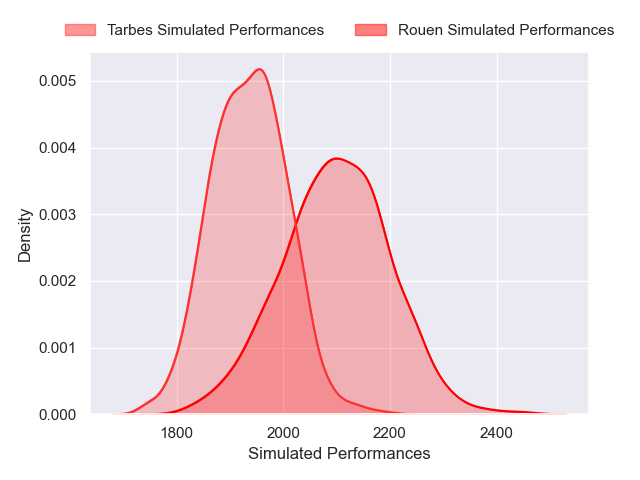 Tarbes Simulated Performances Rouen Simulated Performances
0.005
0.004
0.003
0.002
0.001
0.000
Density
1800 2000 2200 2400
Simulated Performances